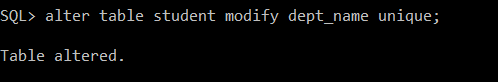 SQL> alter table student modify dept_name unique;
Table altered.